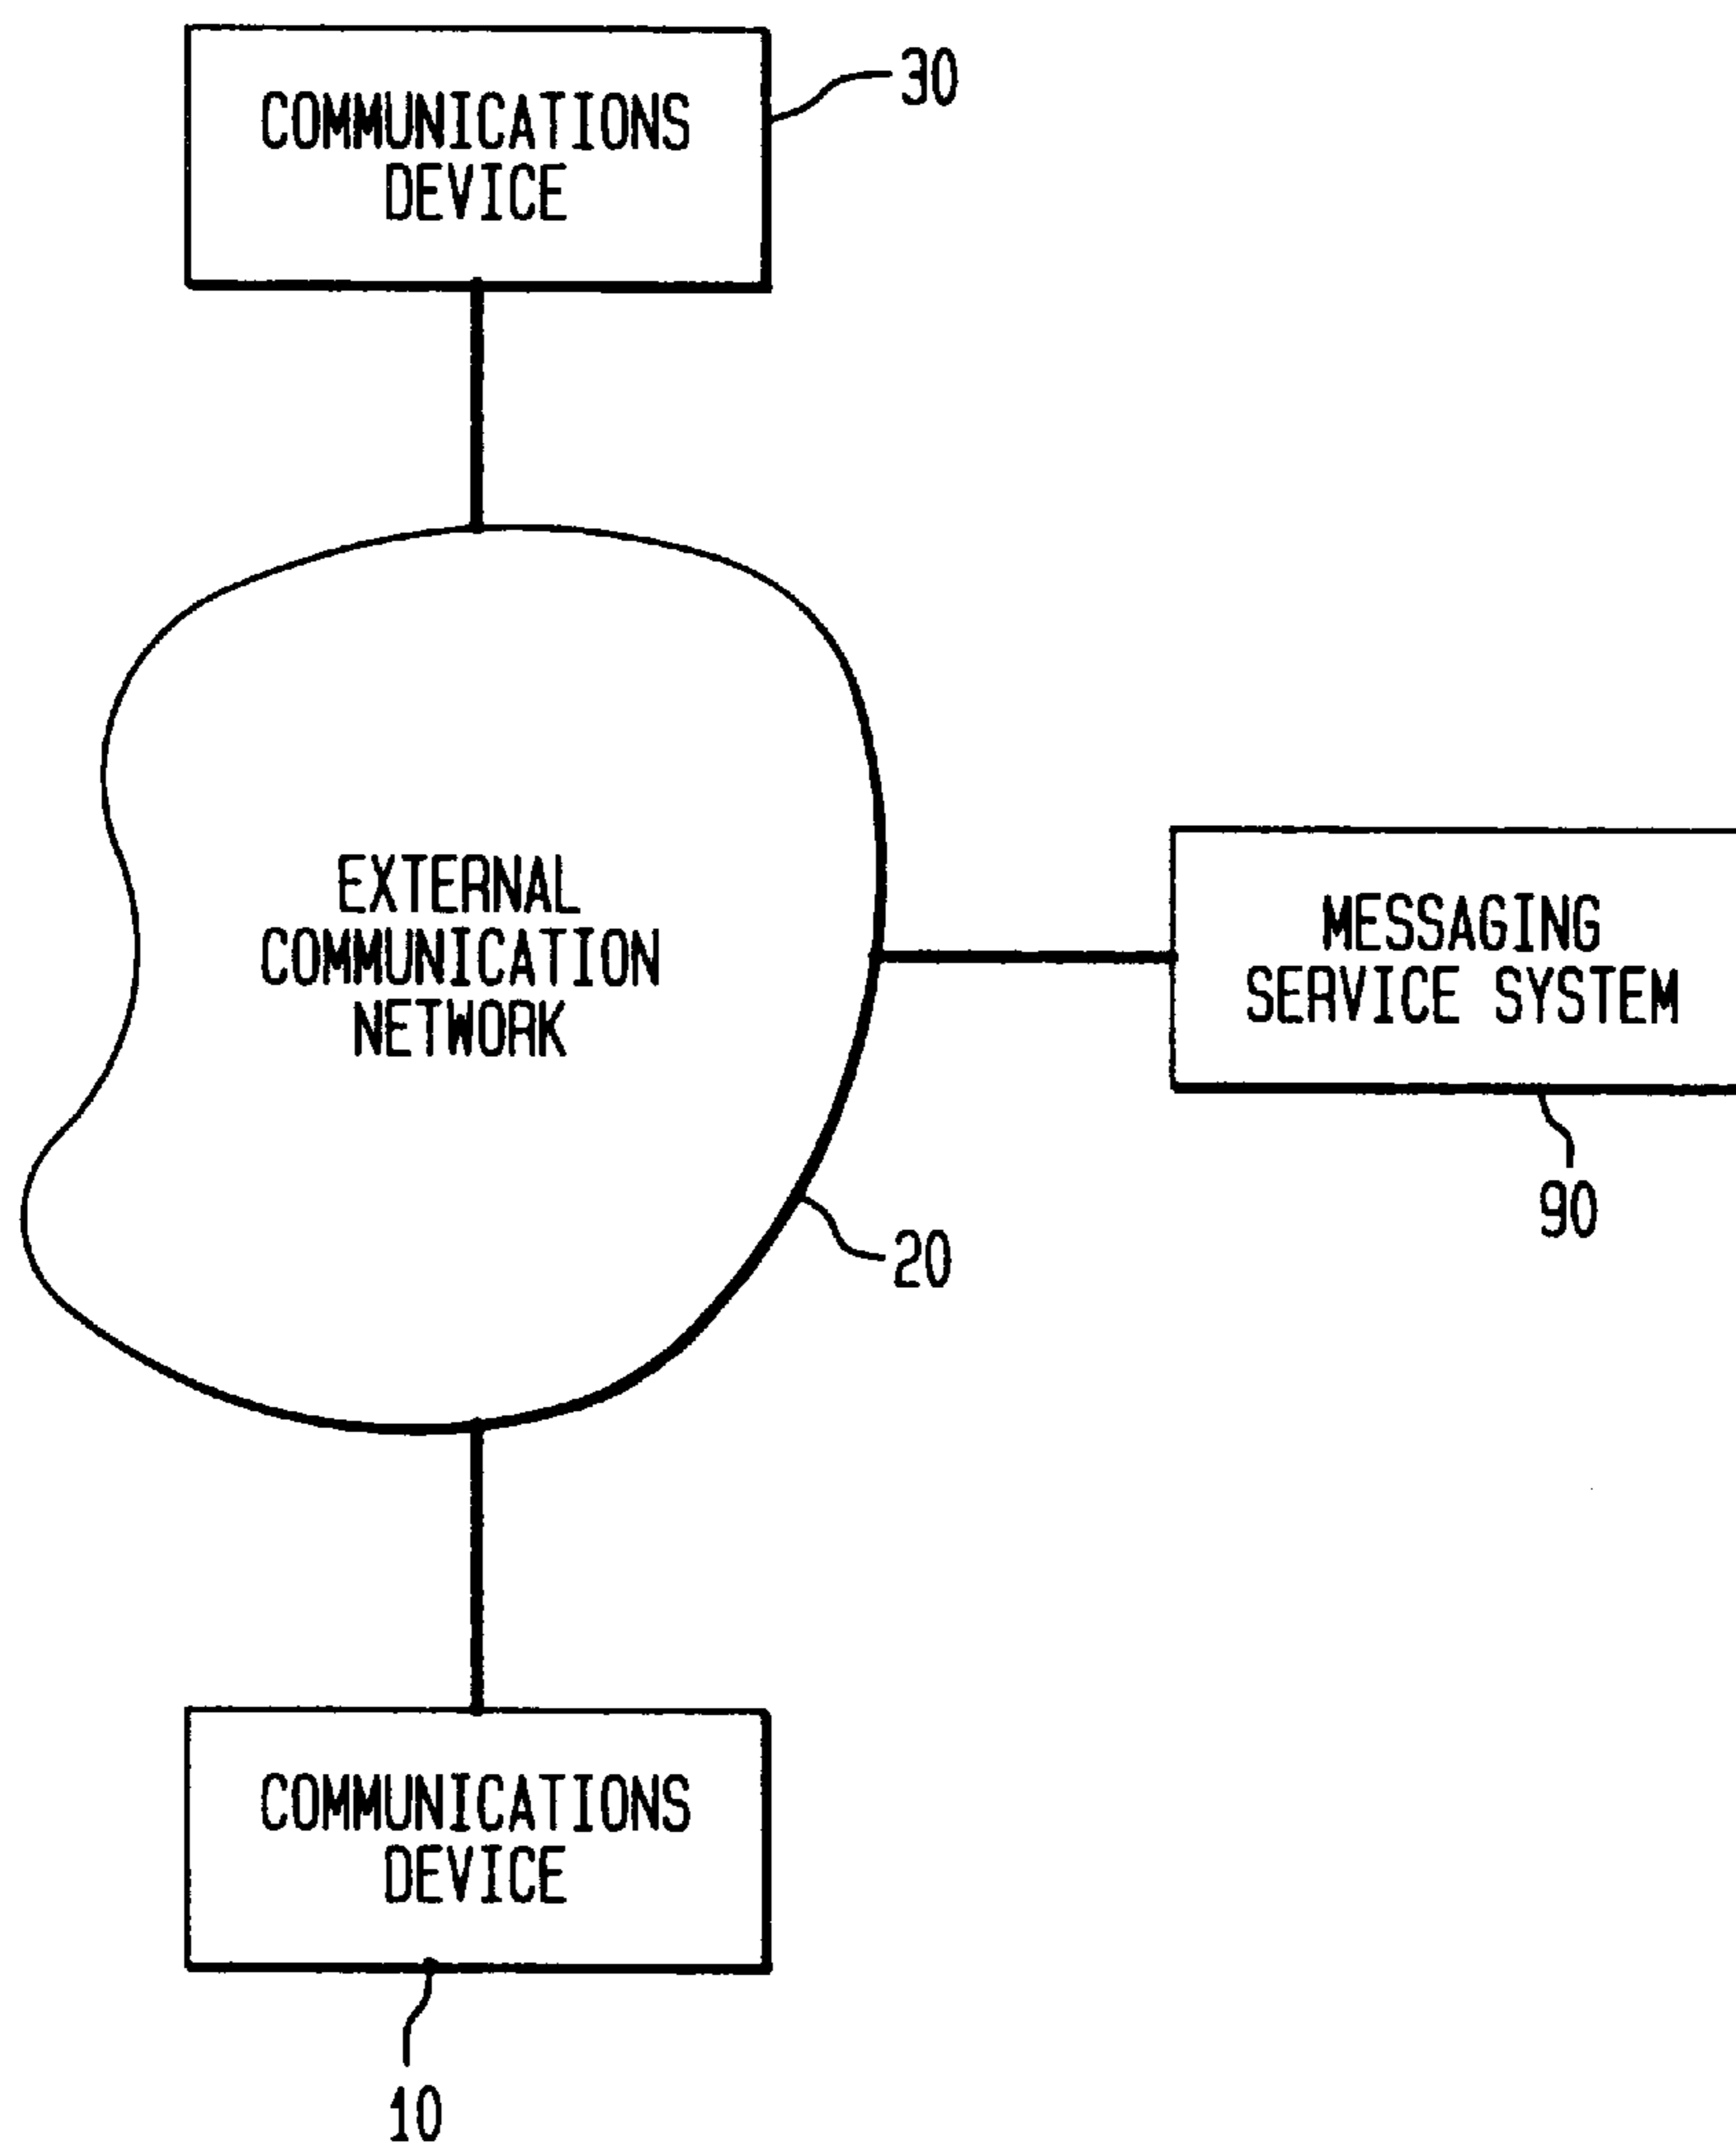 COMMUNICATIONS
DEVICE
30
EXTERNAL
COMMUNICATION
NETWORK
MESSAGING
SERVICE SYSTEM
90
20
COMMUNICATIONS
DEVICE
10